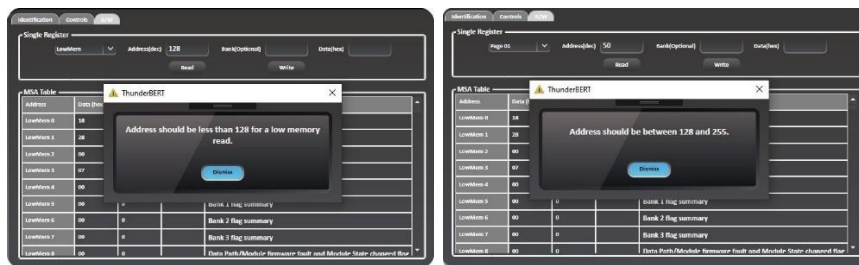 Identification Controls R/W
Single Register
LowMem Address(dec) 128 Bank(Optional) Data(hex)
Read Write
MSA Table
Address Data (hex
LowMem 0 18
LowMem 1 28
LowMem 2 00
LowMem 3 07
LowMem 4 00
LowMem 5 00 0 Bank 1 flag summary
LowMem 6 00 0 Bank 2 flag summary
LowMem 7 00 0 Bank 3 flag summary
LowMem 8 00 0 Data Path/Module firmware fault and Module State changed flag
ThunderBERT
Address should be less than 128 for a low memory
read.
Dismiss
Identification Controls R/W
Single Register
Page 01 Address(dec) 50 Bank(Optional) Data(hex)
Read Write
MSA Table
Address Data (
LowMem 0 18
LowMem 1 28
LowMem 2 00
LowMem 3 07
LowMem 4 00
LowMem 5 00 0 Bank 1 flag summary
LowMem 6 00 0 Bank 2 flag summary
LowMem 7 00 0 Bank 3 flag summary
LowMem 8 00 0 Data Path/Module firmware fault and Module State changed flag
ThunderBERT
Address should be between 128 and 255.
Dismiss